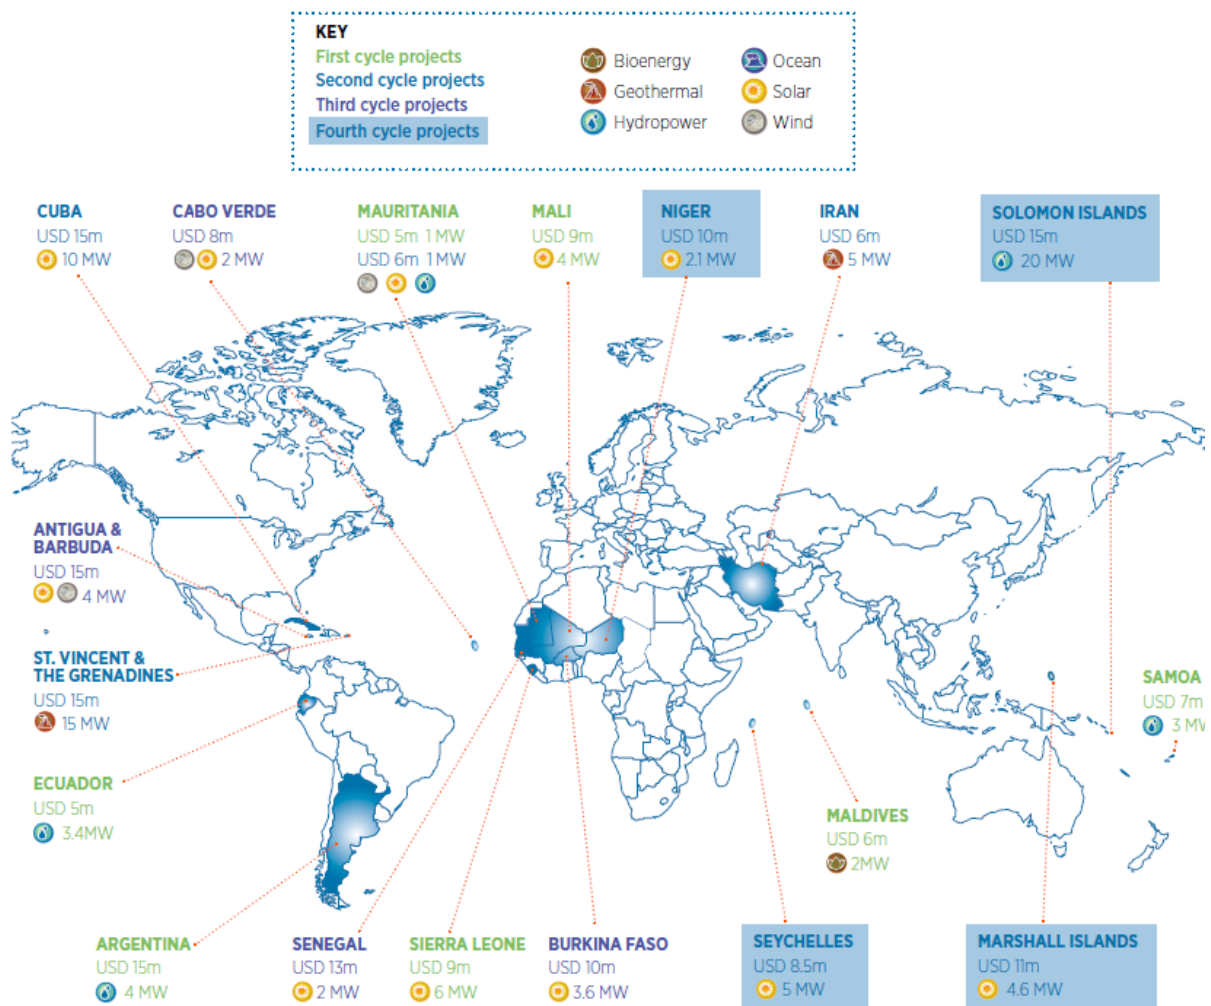 KEY
First cycle projects
Second cycle projects
Third cycle projects
Fourth cycle projects
Bioenergy
Geothermal
Hydropower
Ocean
Solar
Wind
CUBA
USD 15m
10 MW
CABO VERDE
USD 8m
2 MW
MAURITANIA
USD 5m 1 MW
USD 6m 1 MW
MALI
USD 9m
4 MW
NIGER
USD 10m
2.1 MW
IRAN
USD 6m
5 MW
SOLOMON ISLANDS
USD 15m
20 MW
ANTIGUA &
BARBUDA
USD 15m
4 MW
ST. VINCENT &
THE GRENADINES
USD 15m
15 MW
SAMOA
USD 7m
3 MW
ECUADOR
USD 5m
3.4MW
MALDIVES
USD 6m
2MW
ARGENTINA
USD 15m
4 MW
SENEGAL
USD 13m
2 MW
SIERRA LEONE
USD 9m
6 MW
BURKINA FASO
USD 10m
3.6 MW
SEYCHELLES
USD 8.5m
5 MW
MARSHALL ISLANDS
USD 11m
4.6 MW